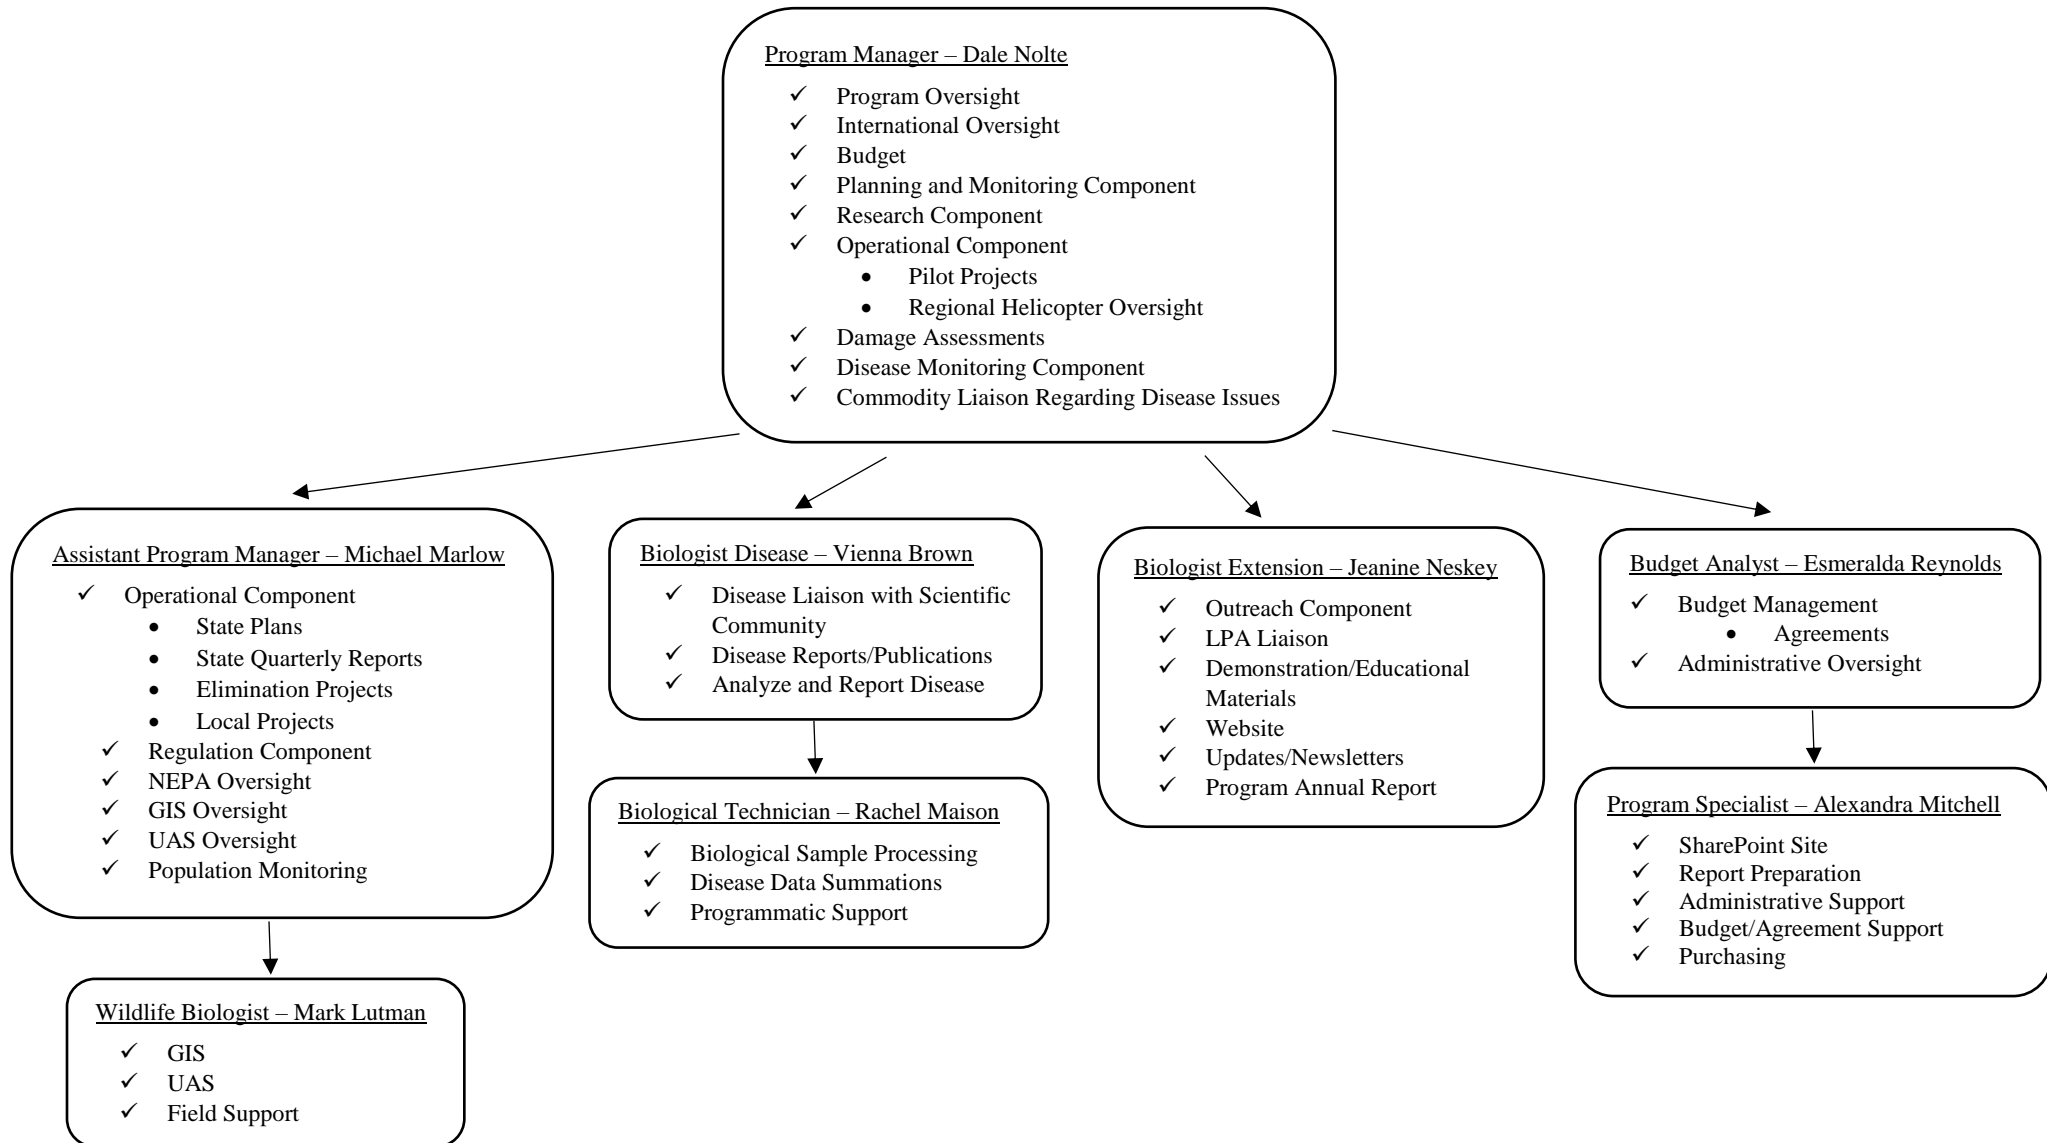 Program Manager – Dale Nolte
✓ Program Oversight
✓ International Oversight
✓ Budget
✓ Planning and Monitoring Component
✓ Research Component
✓ Operational Component
• Pilot Projects
• Regional Helicopter Oversight
✓ Damage Assessments
✓ Disease Monitoring Component
✓ Commodity Liaison Regarding Disease Issues
Assistant Program Manager – Michael Marlow
✓ Operational Component
• State Plans
• State Quarterly Reports
• Elimination Projects
• Local Projects
✓ Regulation Component
✓ NEPA Oversight
✓ GIS Oversight
✓ UAS Oversight
✓ Population Monitoring
Wildlife Biologist – Mark Lutman
✓ GIS
✓ UAS
✓ Field Support
Biologist Disease – Vienna Brown
✓ Disease Liaison with Scientific
Community
✓ Disease Reports/Publications
✓ Analyze and Report Disease
Biological Technician – Rachel Maison
✓ Biological Sample Processing
✓ Disease Data Summations
✓ Programmatic Support
Biologist Extension – Jeanine Neskey
✓ Outreach Component
✓ LPA Liaison
✓ Demonstration/Educational
Materials
✓ Website
✓ Updates/Newsletters
✓ Program Annual Report
Budget Analyst – Esmeralda Reynolds
✓ Budget Management
• Agreements
✓ Administrative Oversight
Program Specialist – Alexandra Mitchell
✓ SharePoint Site
✓ Report Preparation
✓ Administrative Support
✓ Budget/Agreement Support
✓ Purchasing